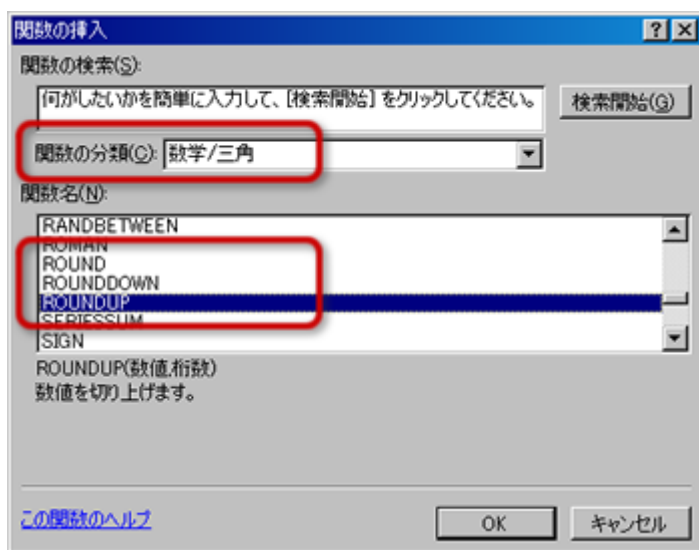 関数の挿入
関数の検索(S):
何がしたいかを簡単に入力して、[検索開始] をクリックしてください。
検索開始(G)
関数の分類(C): 数学/三角
関数名(N):
RANDBETWEEN
ROMAN
ROUND
ROUNDDOWN
ROUNDUP
SERIESSUM
SIGN
ROUNDUP(数値,桁数)
数値を切り上げます。
この関数のヘルプ
OK
キャンセル